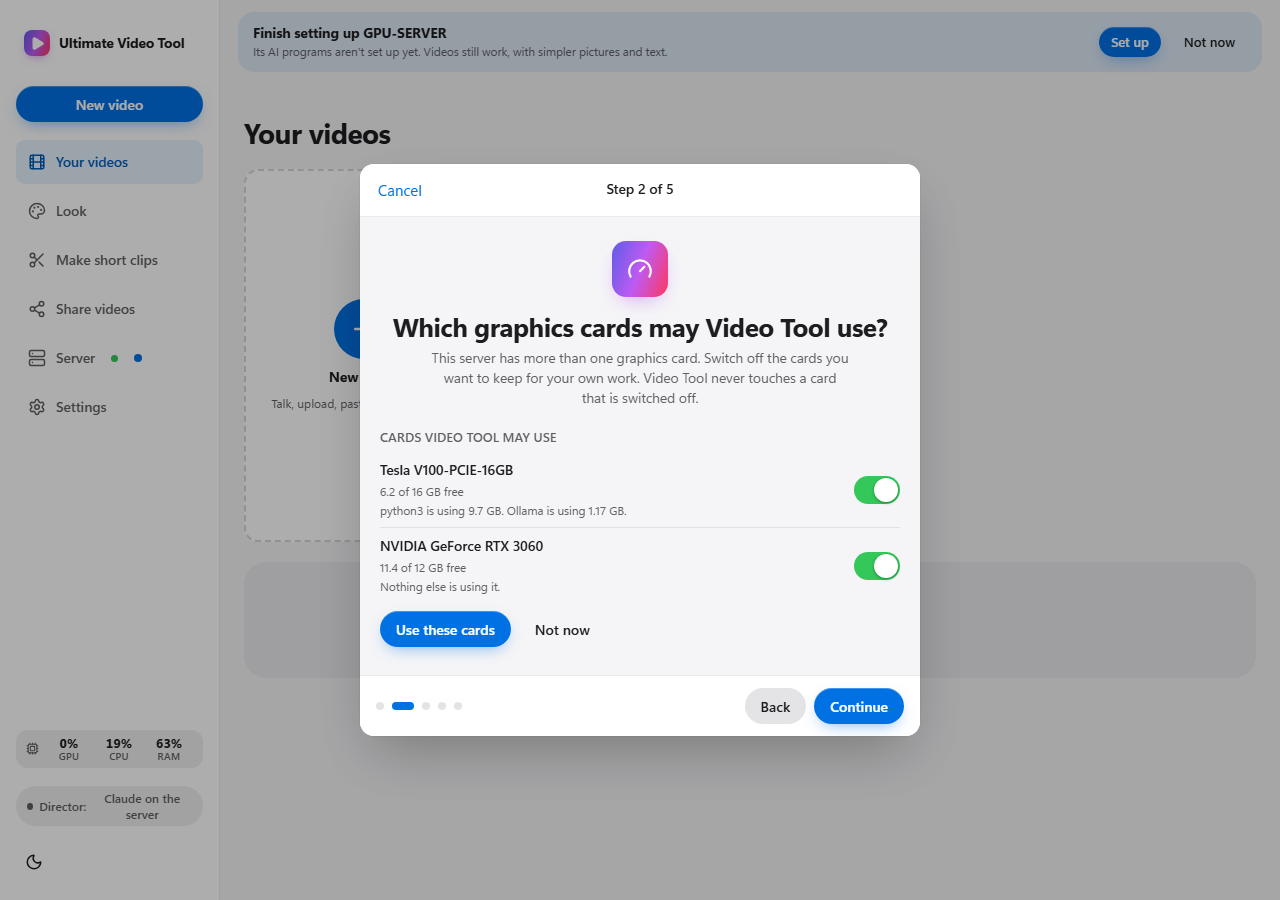 Ultimate Video Tool
New video
Your videos
Look
Make short clips
Share videos
Server
Settings
0%
GPU
19%
CPU
63%
RAM
Director:
Claude on the
server
Finish setting up GPU-SERVER
Its AI programs aren't set up yet. Videos still work, with simpler pictures and text.
Set up
Not now
Your videos
New
Talk, upload, past
Cancel
Step 2 of 5
Which graphics cards may Video Tool use?
This server has more than one graphics card. Switch off the cards you
want to keep for your own work. Video Tool never touches a card
that is switched off.
CARDS VIDEO TOOL MAY USE
Tesla V100-PCIE-16GB
6.2 of 16 GB free
python3 is using 9.7 GB. Ollama is using 1.17 GB.
NVIDIA GeForce RTX 3060
11.4 of 12 GB free
Nothing else is using it.
Use these cards
Not now
Back
Continue